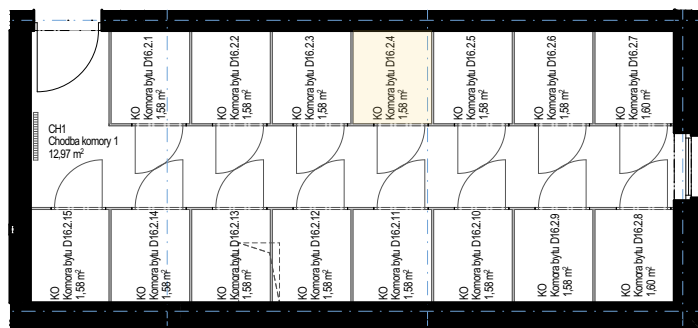 KO
Komora bytu D16.2.1
1,58 m²
KO
Komora bytu D16.2.2
1,58 m²
KO
Komora bytu D16.2.3
1,58 m²
KO
Komora bytu D16.2.4
1,58 m²
KO
Komora bytu D16.2.5
1,58 m²
KO
Komora bytu D16.2.6
1,58 m²
KO
Komora bytu D16.2.7
1,60 m²
CH1
Chodba komory 1
12,97 m²
KO
Komora bytu D16.2.15
1,58 m²
KO
Komora bytu D16.2.14
1,58 m²
KO
Komora bytu D16.2.13
1,58 m²
KO
Komora bytu D16.2.12
1,58 m²
KO
Komora bytu D16.2.11
1,58 m²
KO
Komora bytu D16.2.10
1,58 m²
KO
Komora bytu D16.2.9
1,58 m²
KO
Komora bytu D16.2.8
1,60 m²